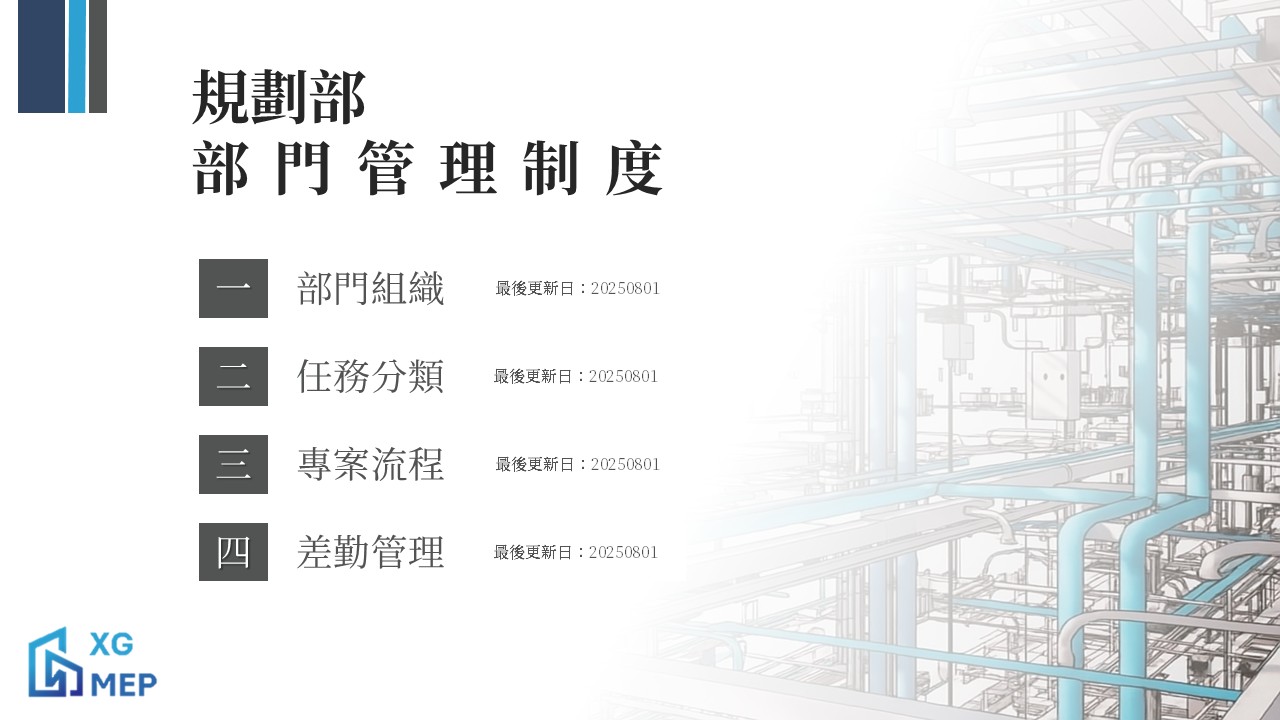 規劃部
部門管理制度
一 部門組織 最後更新日：20250801
二 任務分類 最後更新日：20250801
三 專案流程 最後更新日：20250801
四 差勤管理 最後更新日：20250801
XG
MEP